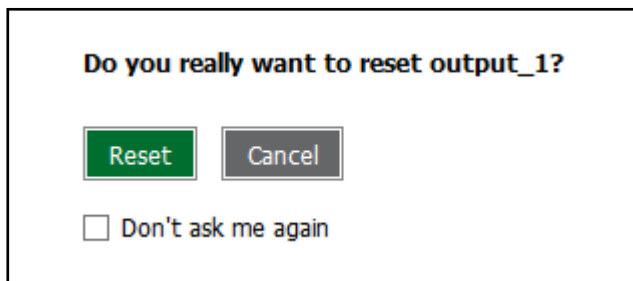 Do you really want to reset output_1?
Reset Cancel
Don't ask me again